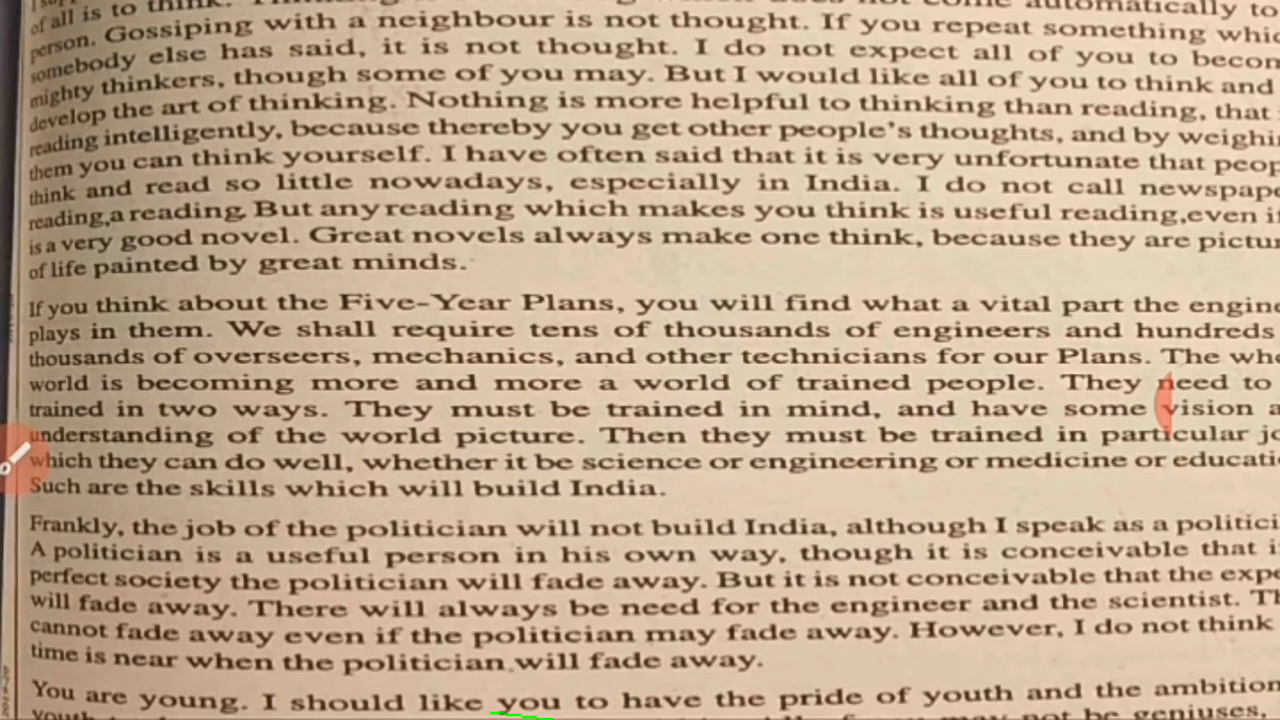 of all is to think. automatically to
person. Gossiping with a neighbour is not thought. If you repeat something whic
somebody else has said, it is not thought. I do not expect all of you to becom
mighty thinkers, though some of you may. But I would like all of you to think and
develop the art of thinking. Nothing is more helpful to thinking than reading, that
reading intelligently, because thereby you get other people's thoughts, and by weighi
them you can think yourself. I have often said that it is very unfortunate that peop
think and read so little nowadays, especially in India. I do not call newspape
reading, a reading. But any reading which makes you think is useful reading, even if
is a very good novel. Great novels always make one think, because they are pictur
of life painted by great minds.
If you think about the Five-Year Plans, you will find what a vital part the engine
plays in them. We shall require tens of thousands of engineers and hundreds
thousands of overseers, mechanics, and other technicians for our Plans. The who
world is becoming more and more a world of trained people. They need to
trained in two ways. They must be trained in mind, and have some vision a
understanding of the world picture. Then they must be trained in particular jo
which they can do well, whether it be science or engineering or medicine or educati
Such are the skills which will build India.
Frankly, the job of the politician will not build India, although I speak as a politici
A politician is a useful person in his own way, though it is conceivable that i
perfect society the politician will fade away. But it is not conceivable that the expe
will fade away. There will always be need for the engineer and the scientist. Th
cannot fade away even if the politician may fade away. However, I do not think
time is near when the politician will fade away.
You are young. I should like you to have the pride of youth and the ambition
not be geniuses,